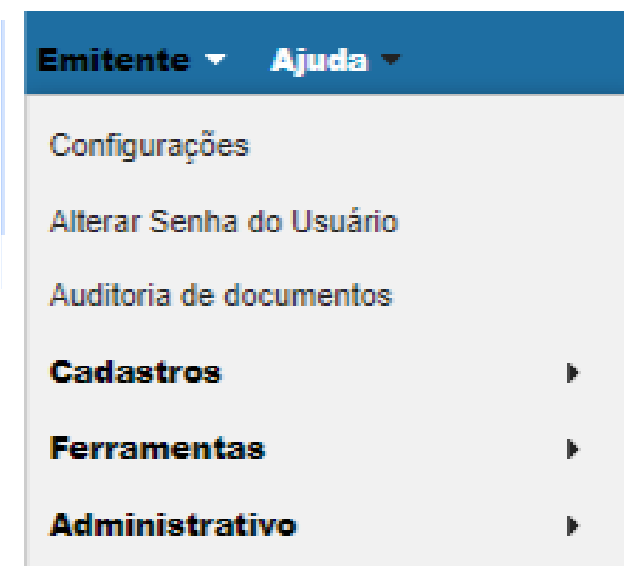 Emitente Ajuda
Configurações
Alterar Senha do Usuário
Auditoria de documentos
Cadastros
Ferramentas
Administrativo